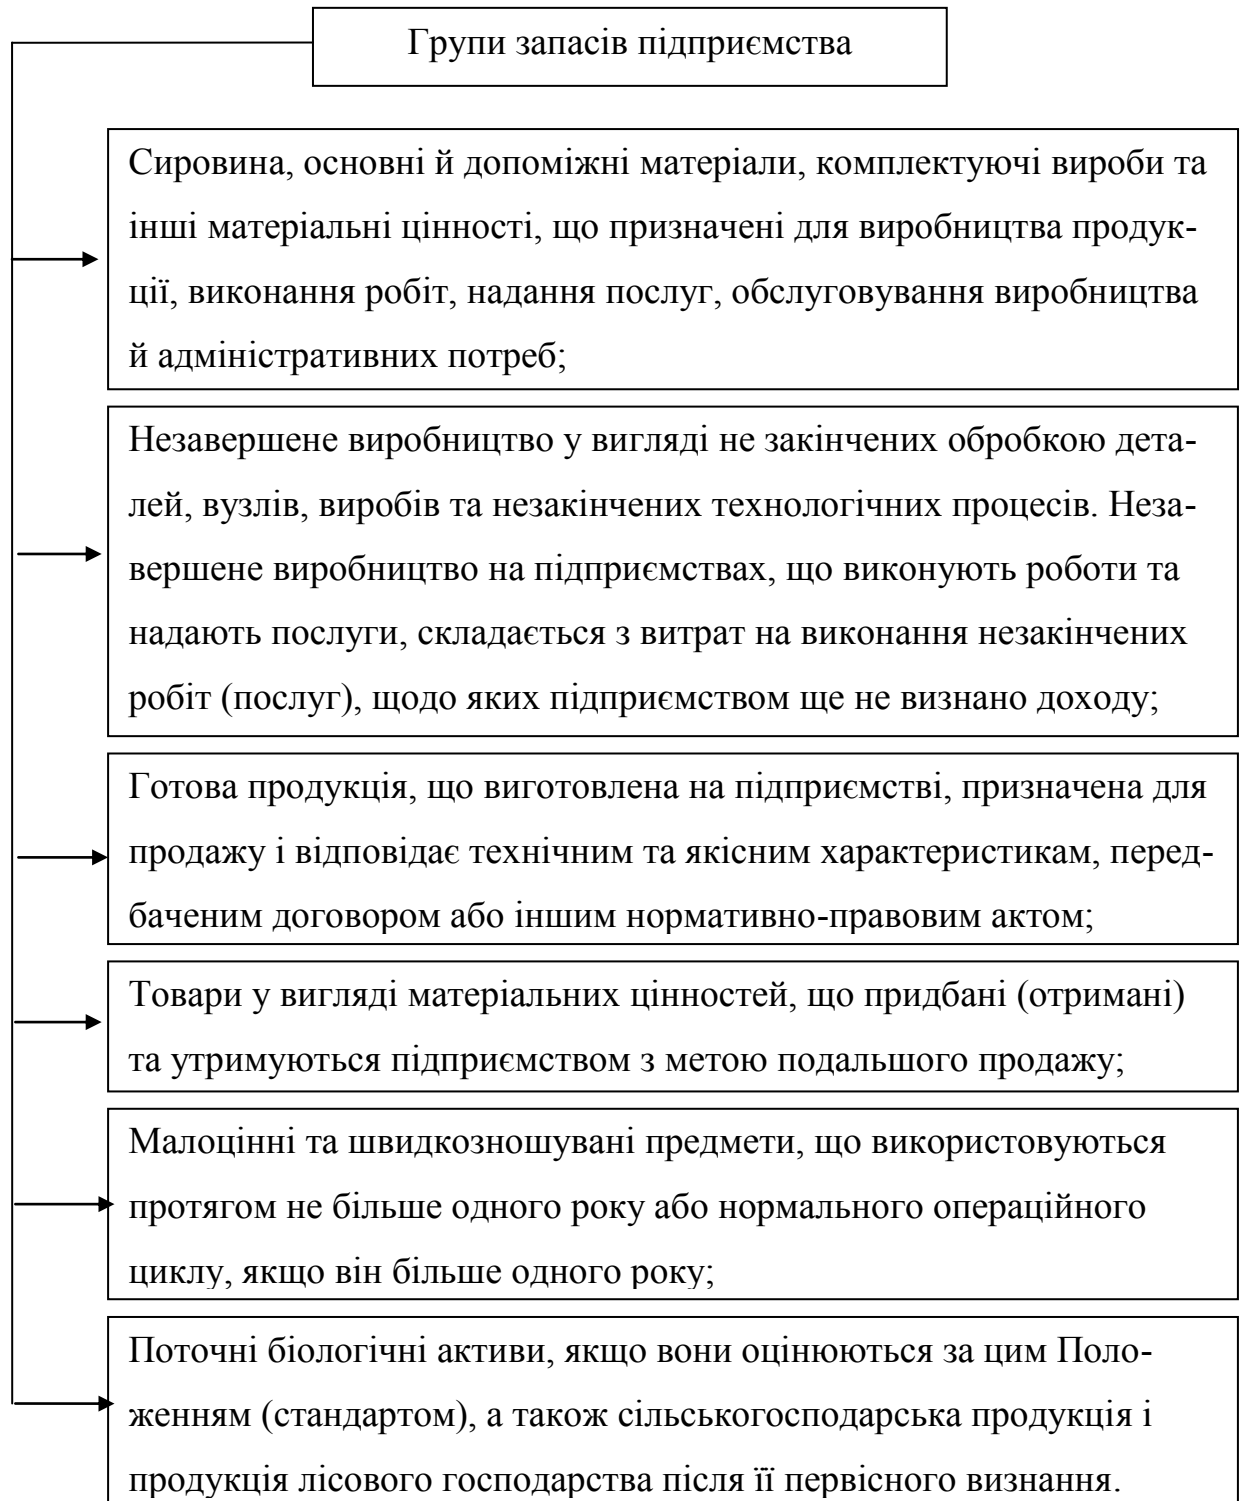 Групи запасів підприємства
Сировина, основні й допоміжні матеріали, комплектуючі вироби та
інші матеріальні цінності, що призначені для виробництва продук-
ції, виконання робіт, надання послуг, обслуговування виробництва
й адміністративних потреб;
Незавершене виробництво у вигляді не закінчених обробкою дета-
лей, вузлів, виробів та незакінчених технологічних процесів. Неза-
вершене виробництво на підприємствах, що виконують роботи та
надають послуги, складається з витрат на виконання незакінчених
робіт (послуг), щодо яких підприємством ще не визнано доходу;
Готова продукція, що виготовлена на підприємстві, призначена для
продажу і відповідає технічним та якісним характеристикам, перед-
баченим договором або іншим нормативно-правовим актом;
Товари у вигляді матеріальних цінностей, що придбані (отримані)
та утримуються підприємством з метою подальшого продажу;
Малоцінні та швидкозношувані предмети, що використовуються
протягом не більше одного року або нормального операційного
циклу, якщо він більше одного року;
Поточні біологічні активи, якщо вони оцінюються за цим Поло-
женням (стандартом), а також сільськогосподарська продукція і
продукція лісового господарства після її первісного визнання.